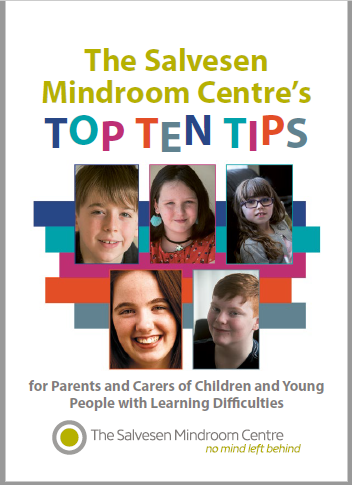 The Salvesen
Mindroom Centre's
TOP TEN TIPS
for Parents and Carers of Children and Young
People with Learning Difficulties
The Salvesen Mindroom Centre
no mind left behind